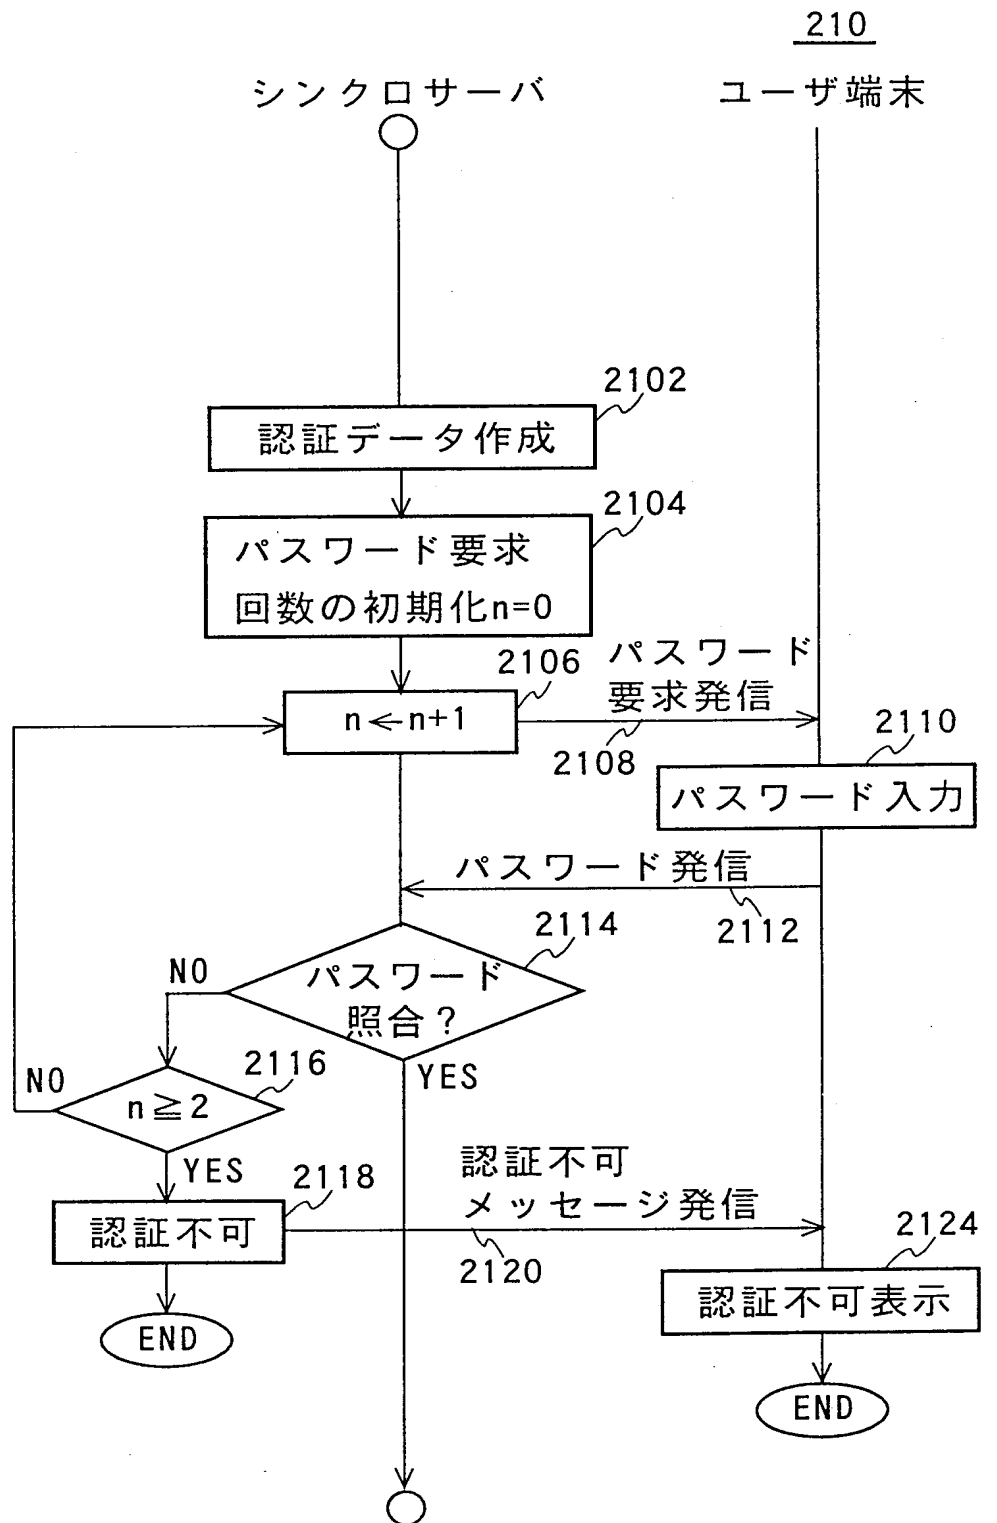 210
シンクロサーバ
ユーザ端末
2102
認証データ作成
2104
パスワード要求
回数の初期化n=0
2106
パスワード
要求発信
n←n+1
2108
2110
パスワード入力
パスワード発信
2112
2114
NO
パスワード
照合?
YES
2116
NO
n≧2
YES
2118
認証不可
認証不可
メッセージ発信
2120
2124
認証不可表示
END
END